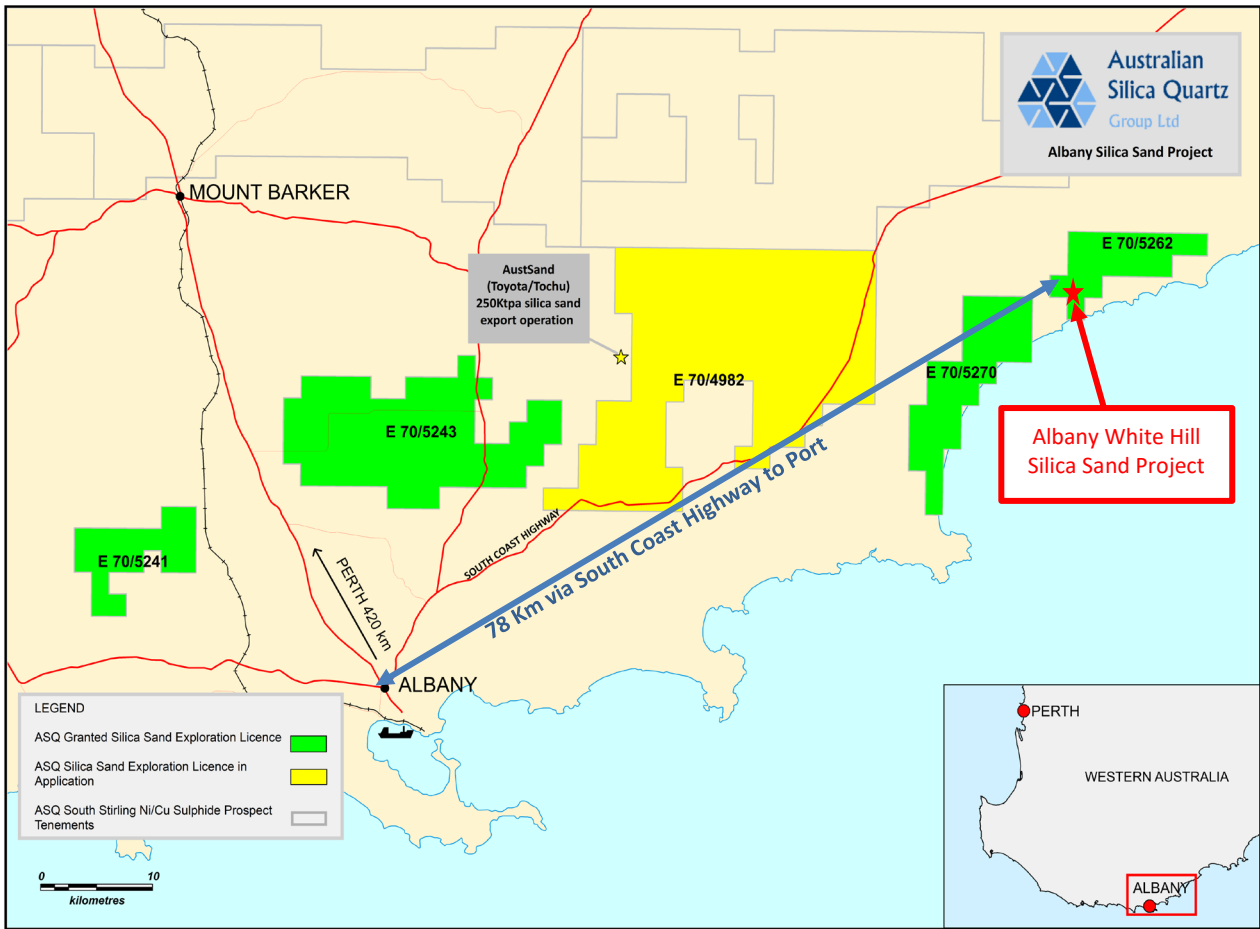 Australian
Silica Quartz
Group Ltd
Albany Silica Sand Project
MOUNT BARKER
E 70/5262
AustSand
(Toyota/Tochu)
250Ktpa silica sand
export operation
E 70/4982
E 70/5270
E 70/5243
Albany White Hill
Silica Sand Project
E 70/5241
SOUTH COAST HIGHWAY
78 Km via South Coast Highway to Port
PERTH 420 km
ALBANY
LEGEND
ASQ Granted Silica Sand Exploration Licence
ASQ Silica Sand Exploration Licence in
Application
ASQ South Stirling Ni/Cu Sulphide Prospect
Tenements
0 10
kilometres
PERTH
WESTERN AUSTRALIA
ALBANY